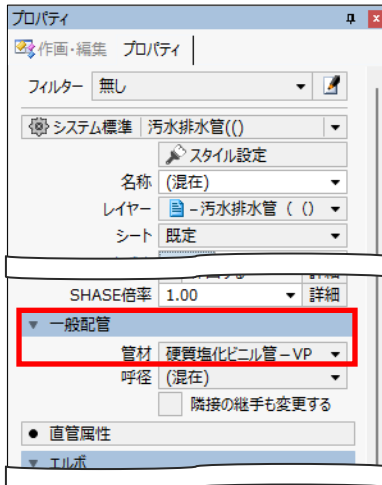 プロパティ
作画・編集 プロパティ
フィルター 無し
システム標準 汚水排水管(()
スタイル設定
名称 (混在)
レイヤー －汚水排水管（ ()
シート 既定
詳細
SHASE倍率 1.00 詳細
一般配管
管材 硬質塩化ビニル管－VP
呼径 (混在)
隣接の継手も変更する
直管属性
エルボ